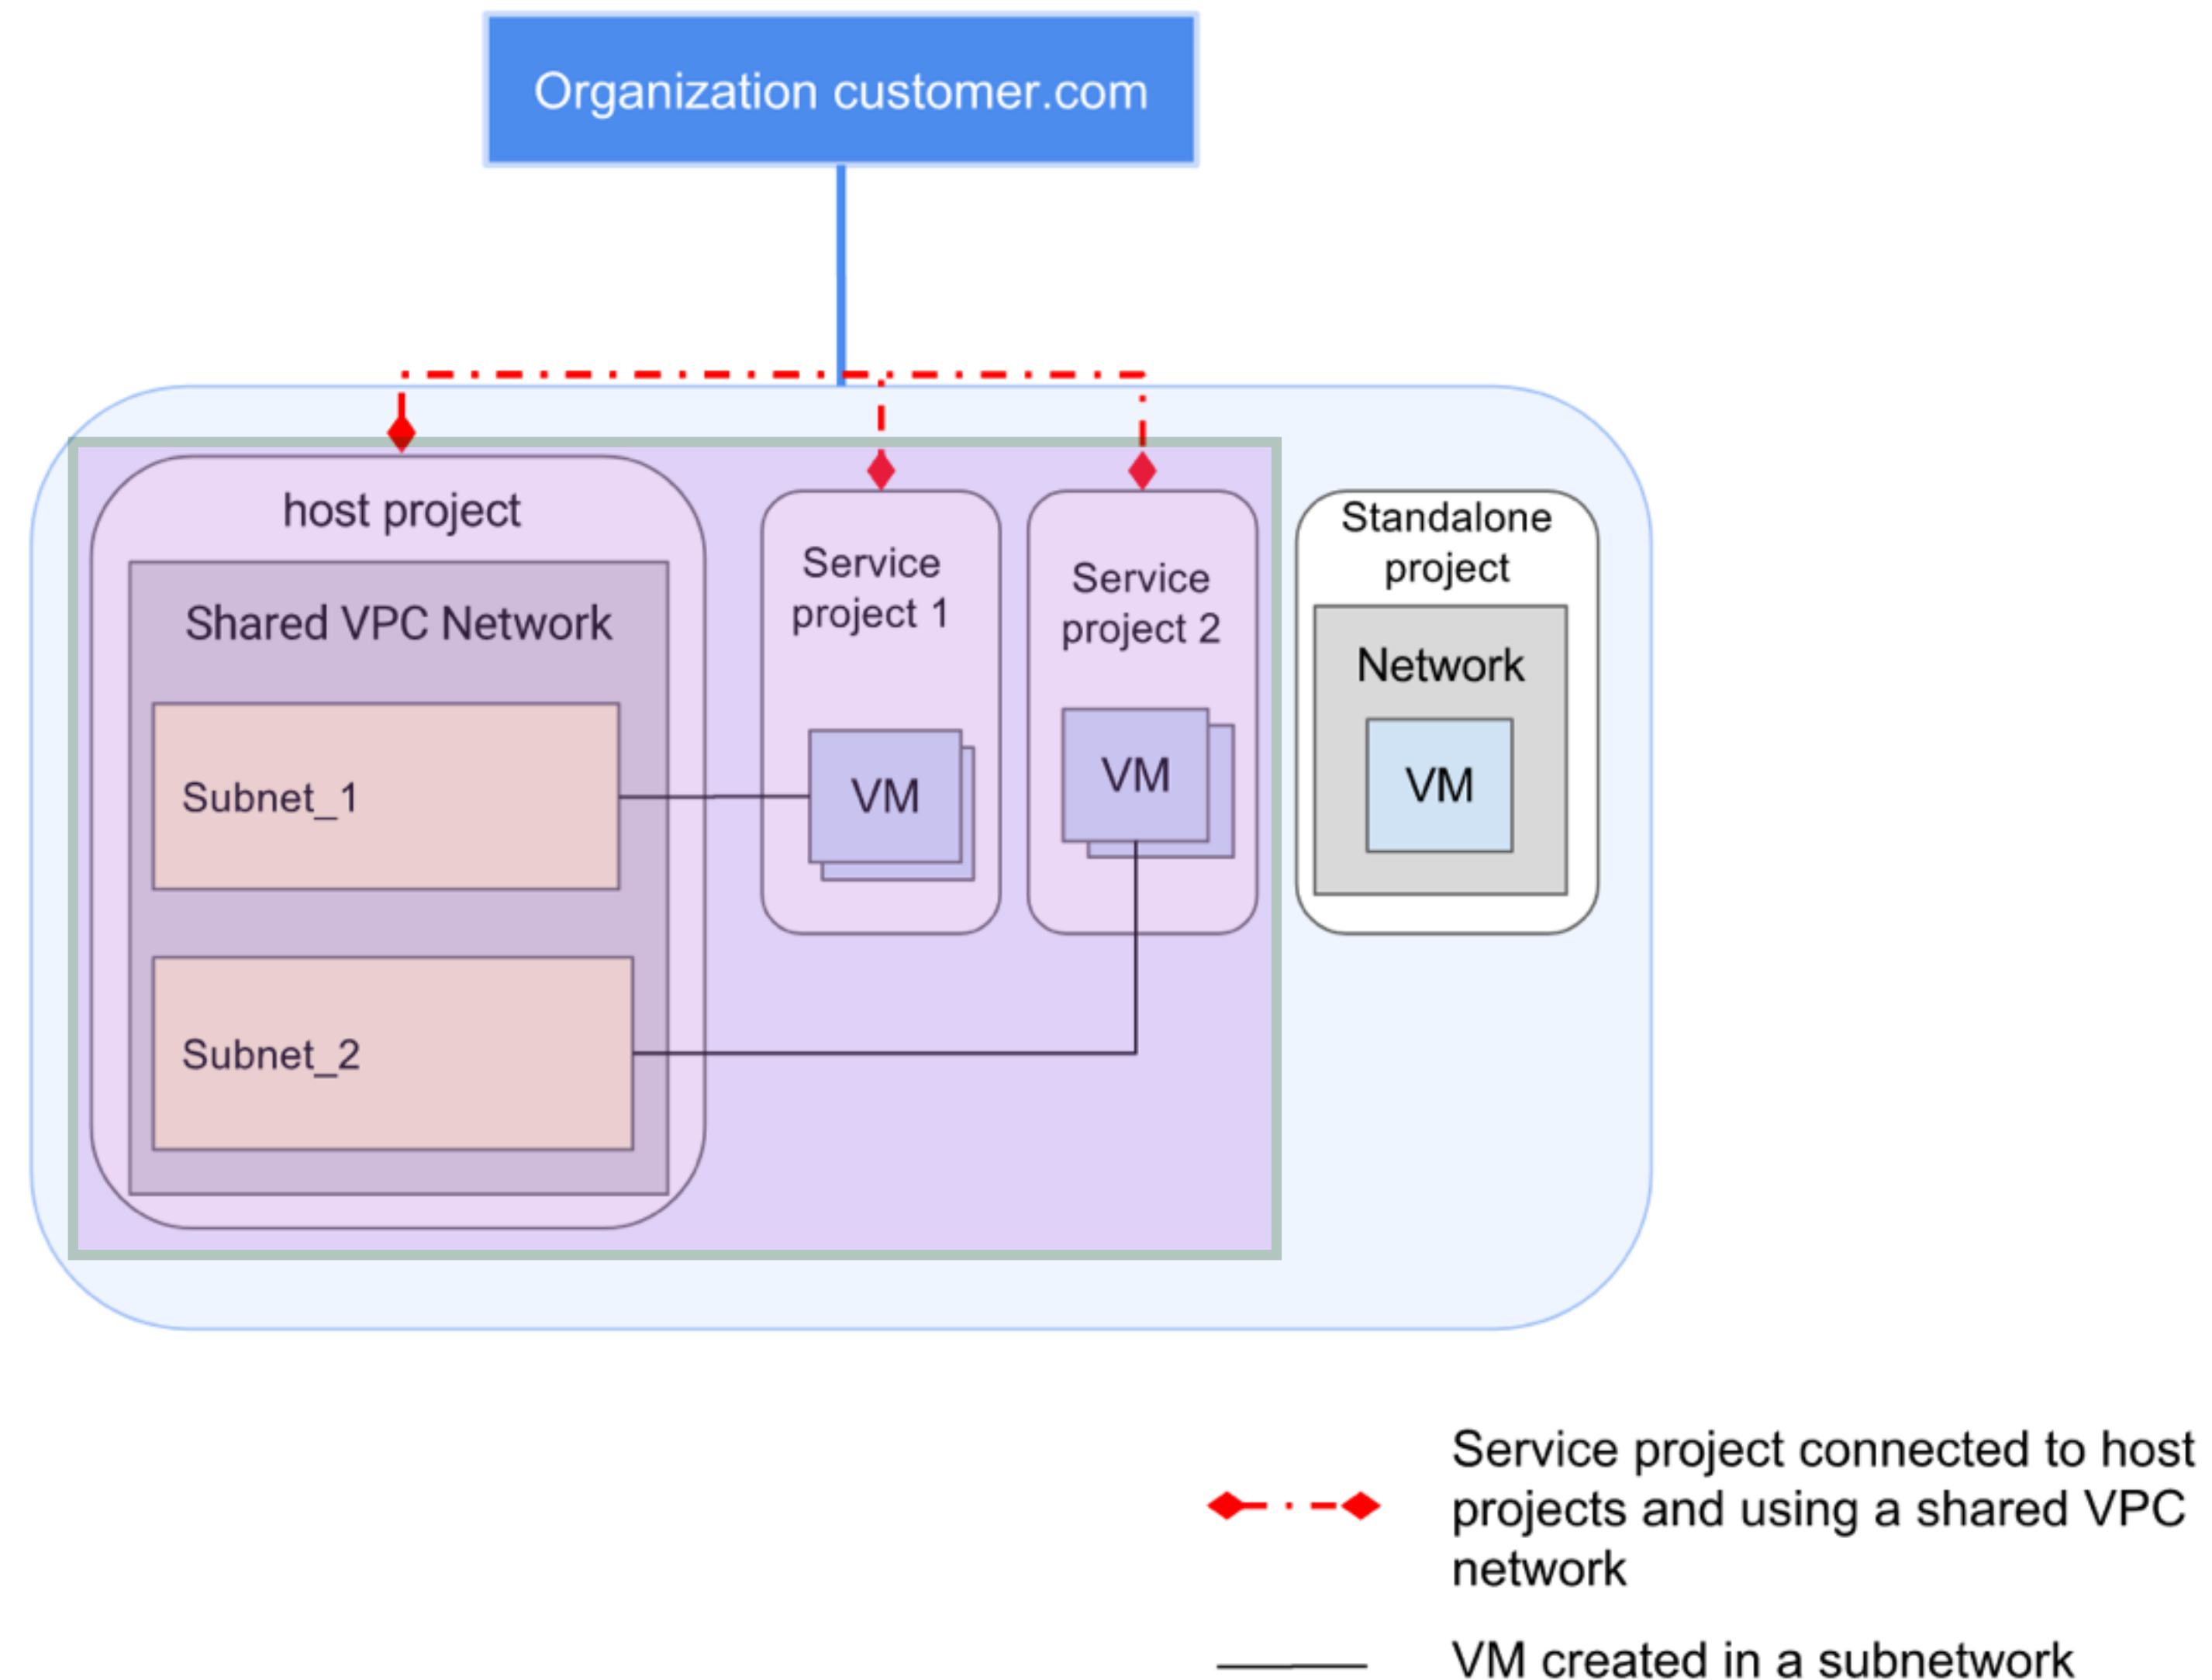 Organization customer.com
host project
Shared VPC Network
Subnet_1
Subnet_2
Service
project 1
VM
Service
project 2
VM
Standalone
project
Network
VM
Service project connected to host
projects and using a shared VPC
network
VM created in a subnetwork